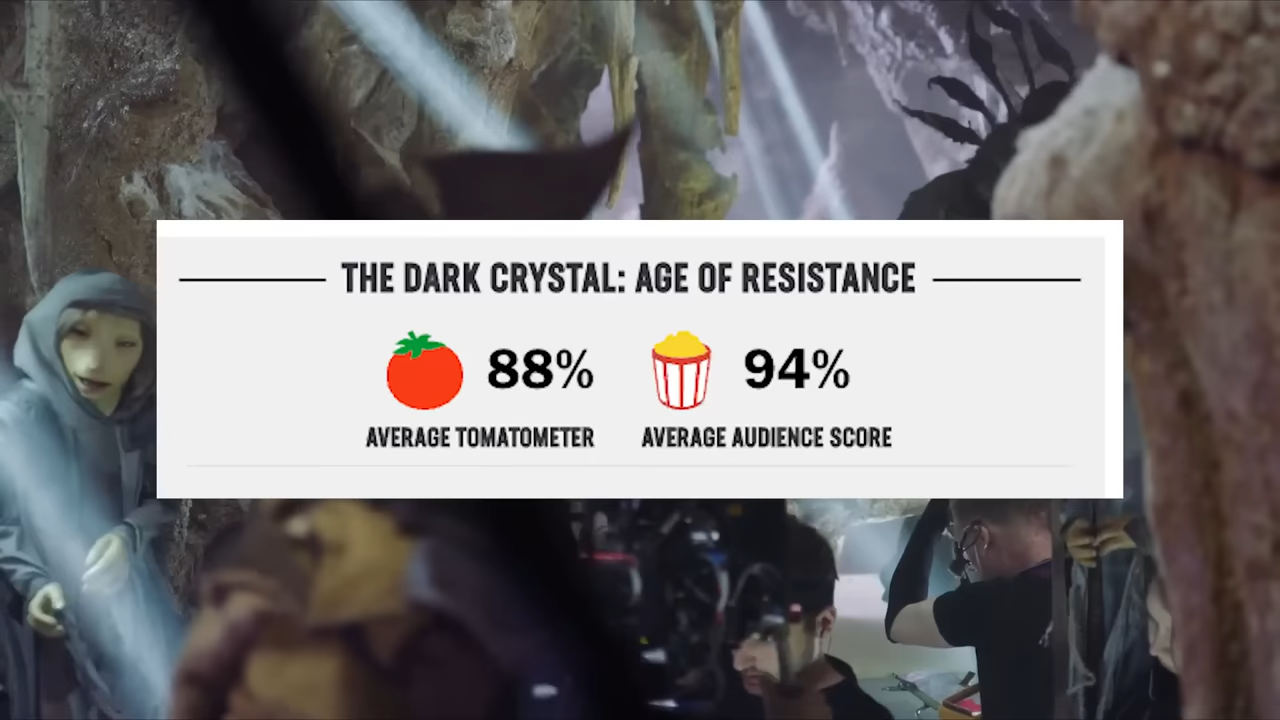 THE DARK CRYSTAL: AGE OF RESISTANCE
88% 94%
AVERAGE TOMATOMETER AVERAGE AUDIENCE SCORE